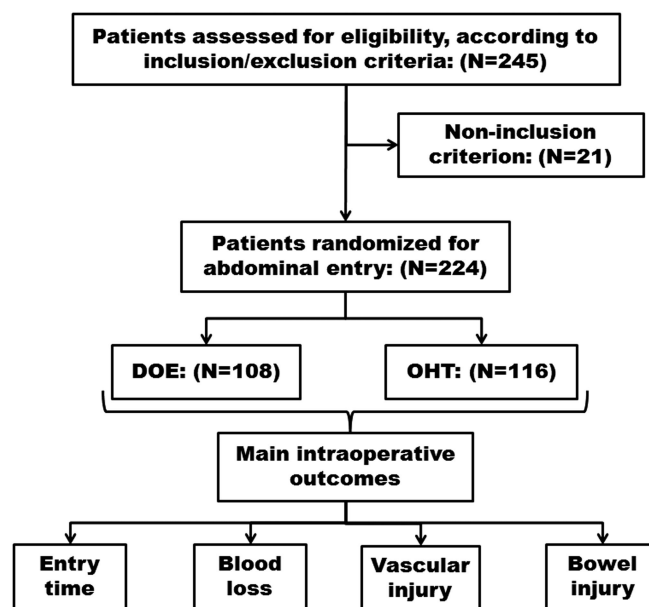 Patients assessed for eligibility, according to
inclusion/exclusion criteria: (N=245)
Non-inclusion
criterion: (N=21)
Patients randomized for
abdominal entry: (N=224)
DOE: (N=108)
OHT: (N=116)
Main intraoperative
outcomes
Entry
time
Blood
loss
Vascular
injury
Bowel
injury